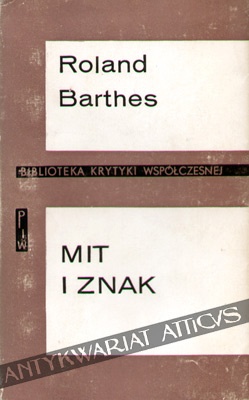 Roland
Barthes
BIBLIOTEKA KRYTYKI WSPÓŁCZESNEJ
PIW
MIT
I ZNAK
ANTYKWARIAT ATTICVS